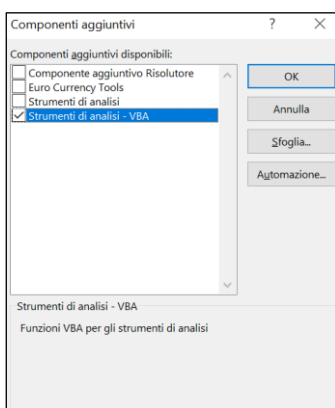 Componenti aggiuntivi ? ×
Componenti aggiuntivi disponibili:
Componente aggiuntivo Risolutore
Euro Currency Tools
Strumenti di analisi
Strumenti di analisi - VBA
OK
Annulla
Sfoglia...
Automazione...
Strumenti di analisi - VBA
Funzioni VBA per gli strumenti di analisi